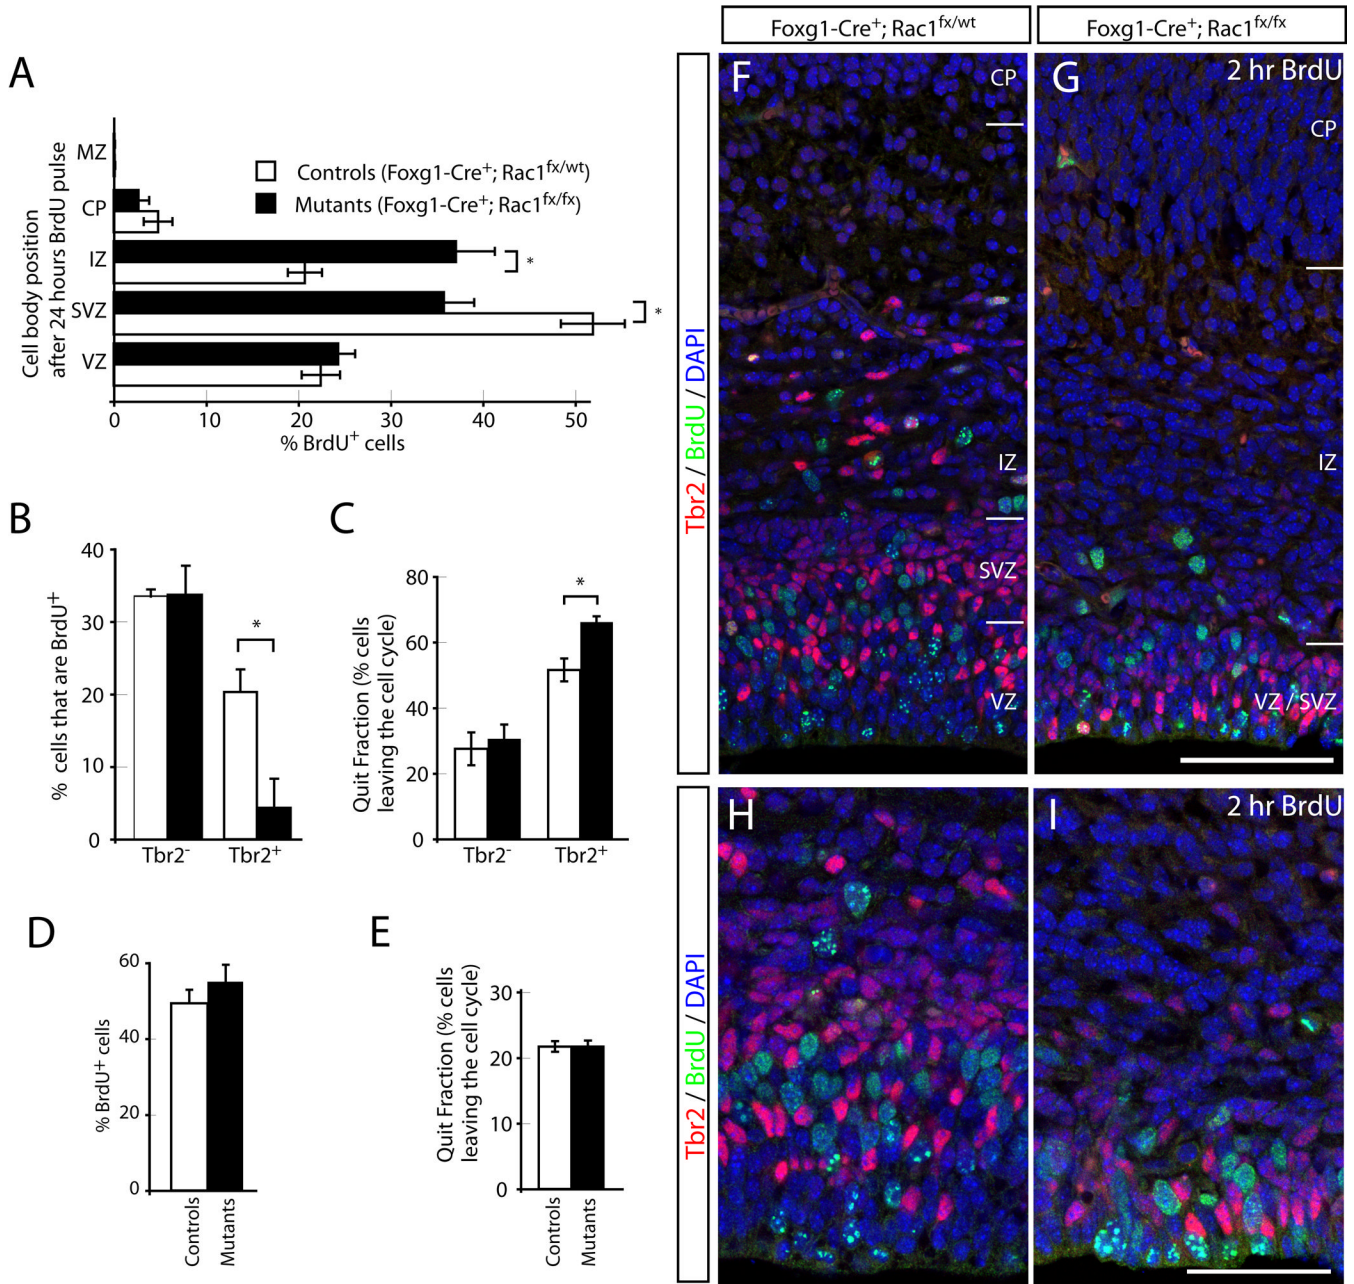 Foxg1-Cre+; Rac1fx/wt
Foxg1-Cre+; Rac1fx/fx
A
Cell body position
after 24 hours BrdU pulse
MZ
CP
IZ
SVZ
VZ
Controls (Foxg1-Cre+; Rac1fx/wt)
Mutants (Foxg1-Cre+; Rac1fx/fx)
*
*
0 10 20 30 40 50
% BrdU+ cells
B
% cells that are BrdU+
40
30
20
10
0
*
Tbr2-
Tbr2+
C
Quit Fraction (% cells
leaving the cell cycle)
80
60
40
20
0
*
Tbr2-
Tbr2+
D
% BrdU+ cells
60
40
20
0
Controls
Mutants
E
Quit Fraction (% cells
leaving the cell cycle)
30
20
10
0
Controls
Mutants
Tbr2 / BrdU / DAPI
F
CP
IZ
SVZ
VZ
G
2 hr BrdU
CP
IZ
VZ / SVZ
Tbr2 / BrdU / DAPI
H
I
2 hr BrdU